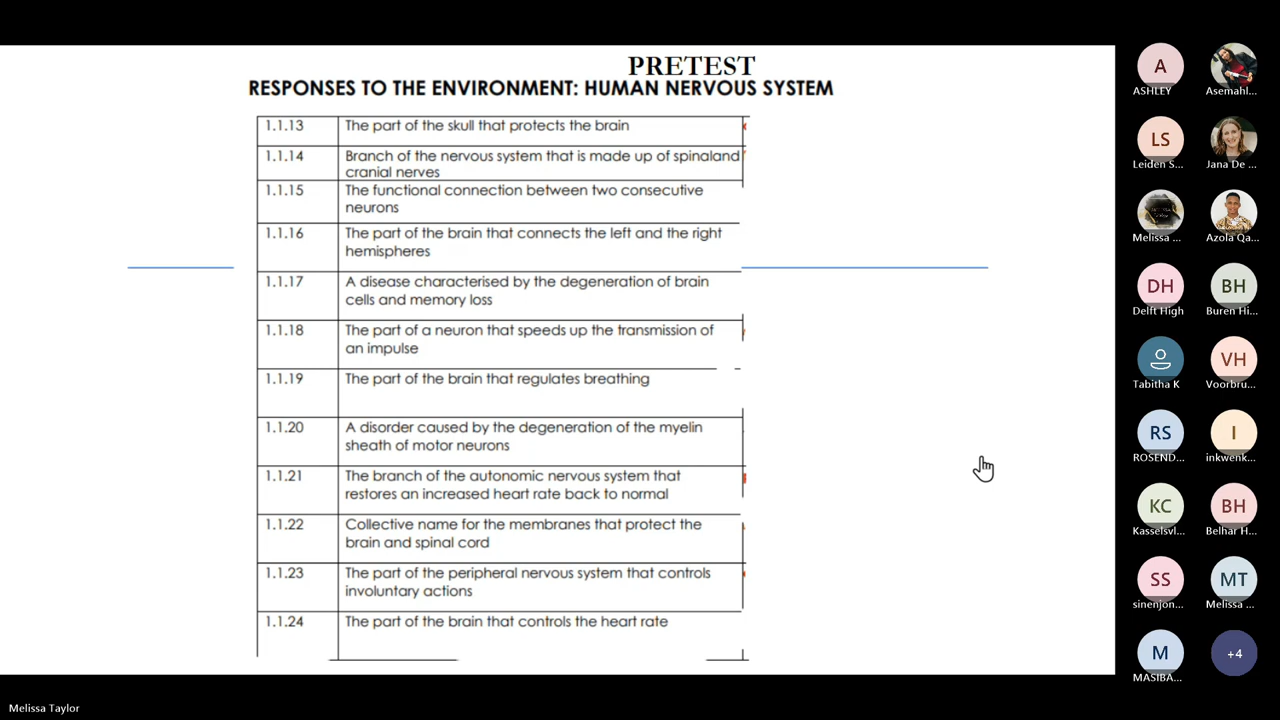 PRETEST
RESPONSES TO THE ENVIRONMENT: HUMAN NERVOUS SYSTEM
1.1.13 The part of the skull that protects the brain
1.1.14 Branch of the nervous system that is made up of spinaland
cranial nerves
1.1.15 The functional connection between two consecutive
neurons
1.1.16 The part of the brain that connects the left and the right
hemispheres
1.1.17 A disease characterised by the degeneration of brain
cells and memory loss
1.1.18 The part of a neuron that speeds up the transmission of
an impulse
1.1.19 The part of the brain that regulates breathing
1.1.20 A disorder caused by the degeneration of the myelin
sheath of motor neurons
1.1.21 The branch of the autonomic nervous system that
restores an increased heart rate back to normal
1.1.22 Collective name for the membranes that protect the
brain and spinal cord
1.1.23 The part of the peripheral nervous system that controls
involuntary actions
1.1.24 The part of the brain that controls the heart rate
A
ASHLEY Asemahl...
LS
Leiden S... Jana De ...
Melissa ... Azola Qa...
DH BH
Delft High Buren Hi...
VH
Tabitha K Voorbru...
RS I
ROSEND... inkwenk...
KC BH
Kasselsvl... Belhar H...
SS MT
sinenjon... Melissa ...
M +4
MASIBA...
Melissa Taylor